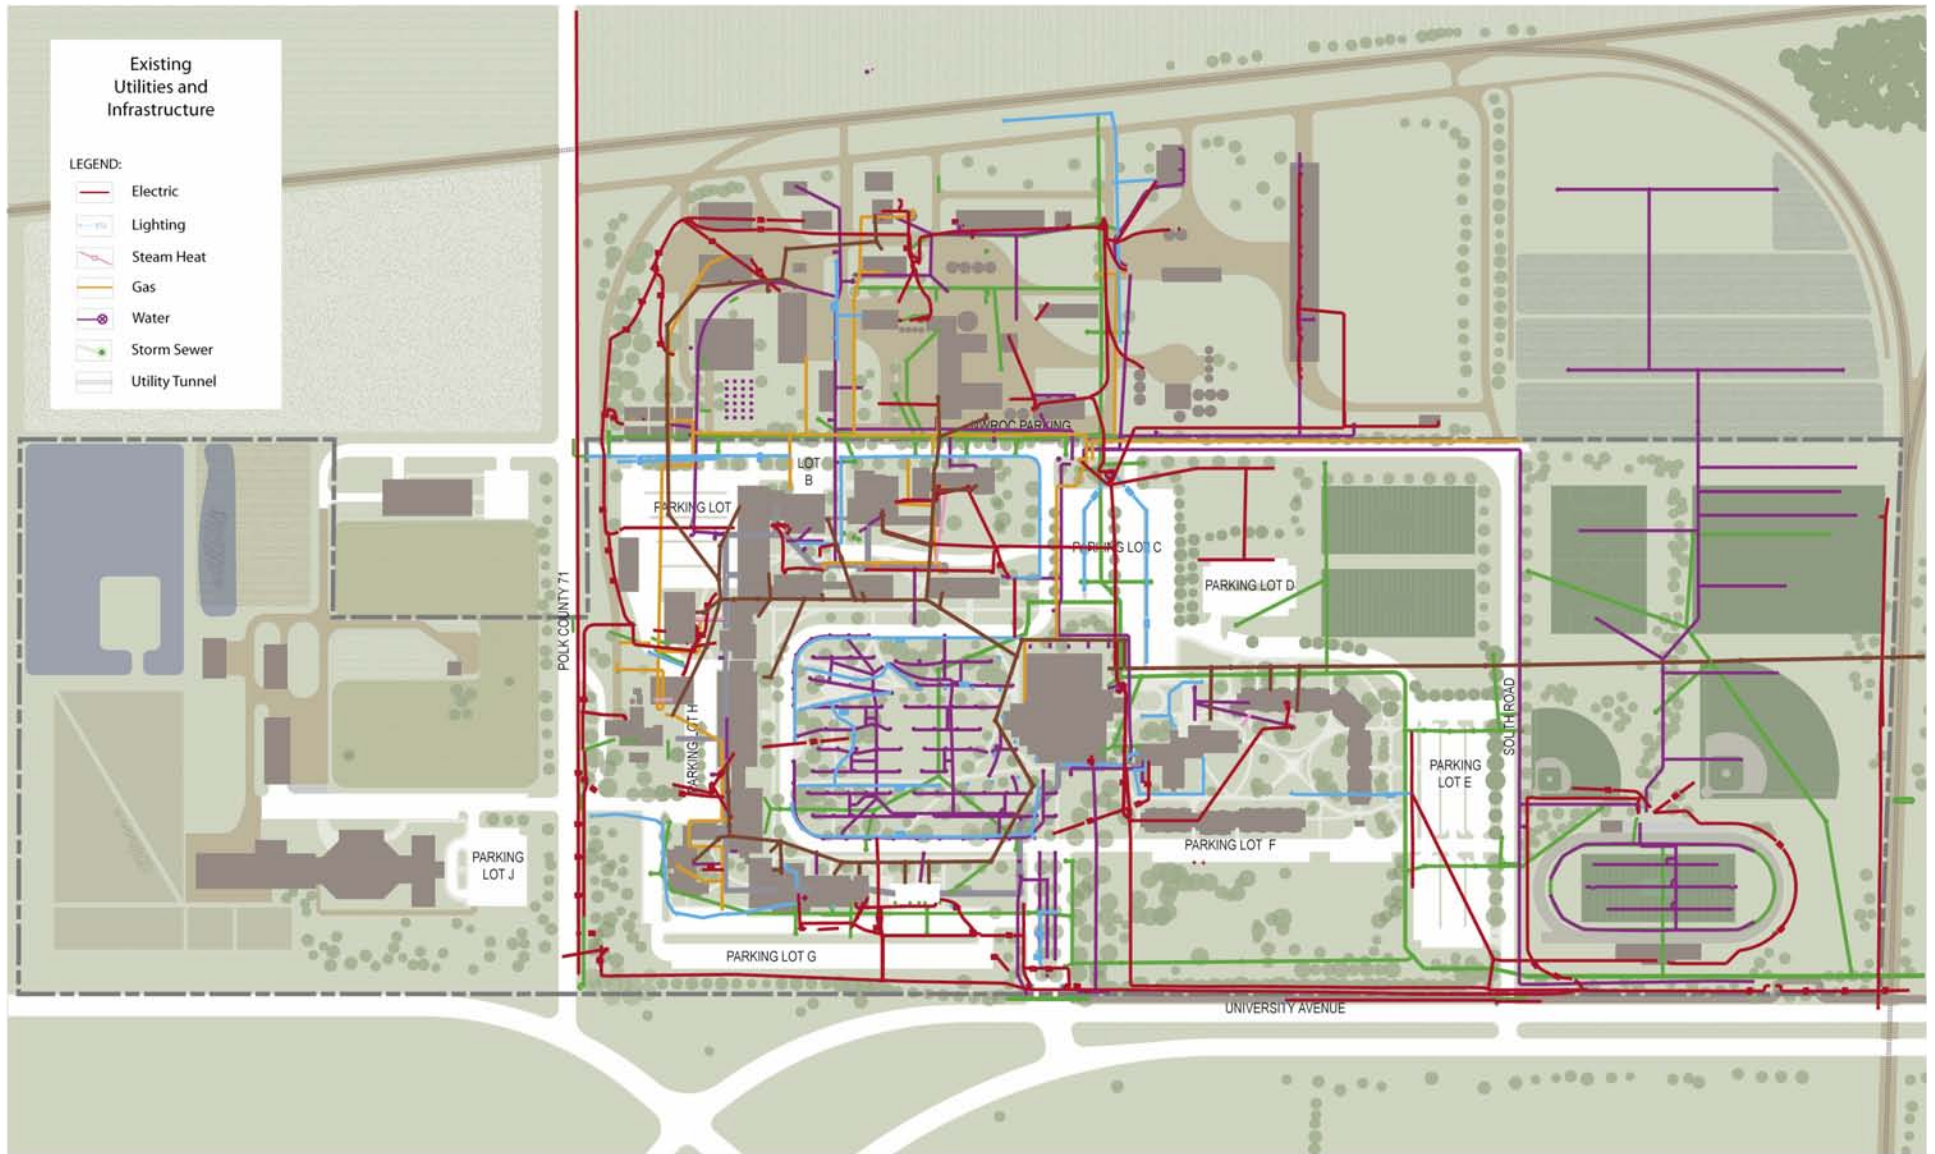 Existing
Utilities and
Infrastructure
LEGEND:
Electric
Lighting
Steam Heat
Gas
Water
Storm Sewer
Utility Tunnel
PARKING
LOT
B
PARKING LOT
PARKING LOT C
PARKING LOT D
POLK COUNTY 71
PARKING LOT H
SOUTH ROAD
PARKING
LOT E
PARKING LOT F
PARKING
LOT J
PARKING LOT G
UNIVERSITY AVENUE